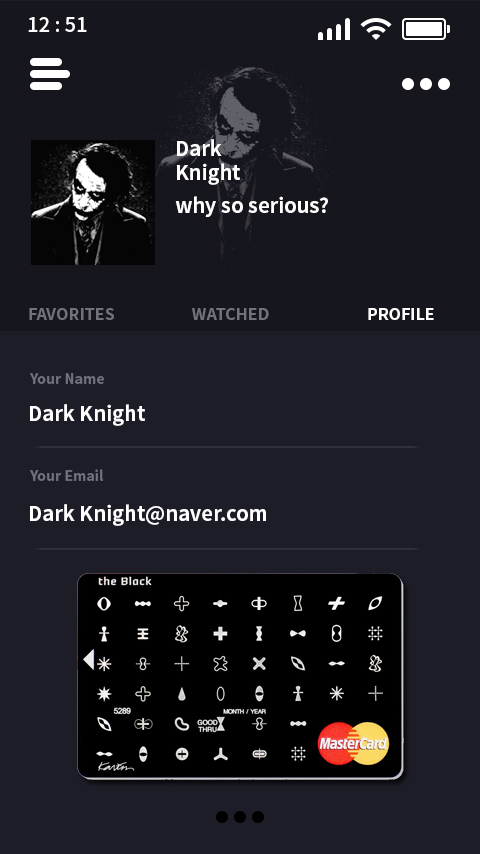 12 : 51
Dark
Knight
why so serious?
FAVORITES WATCHED PROFILE
Your Name
Dark Knight
Your Email
Dark Knight@naver.com
the Black
5289 MONTH / YEAR
GOOD
THRU
MasterCard
Karim